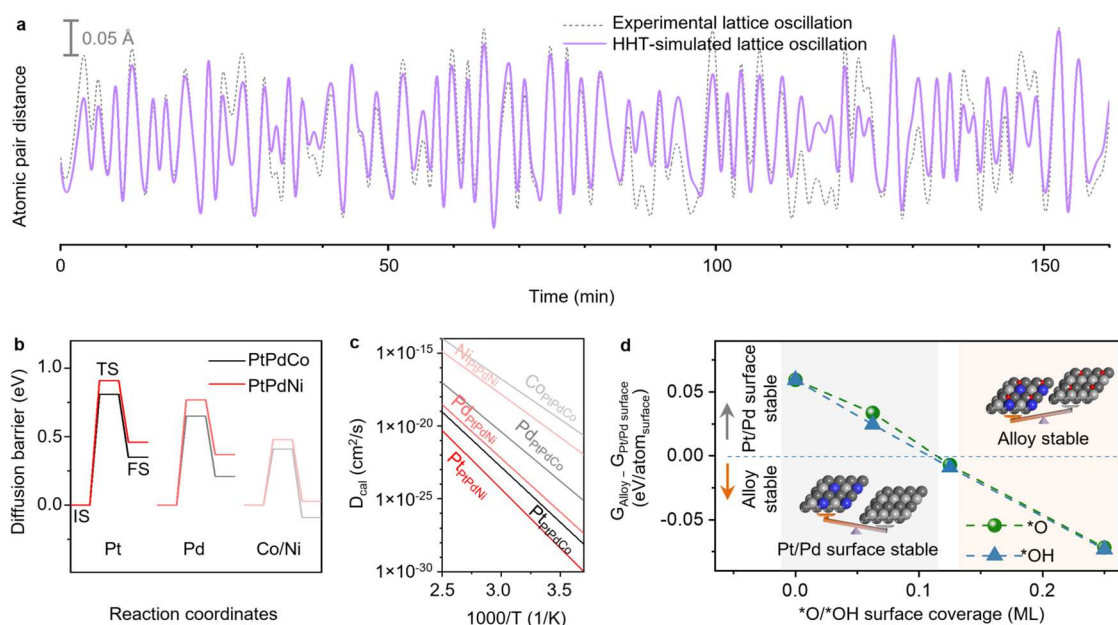 a
0.05 Å
Experimental lattice oscillation
HHT-simulated lattice oscillation
Atomic pair distance
0
50
100
150
Time (min)
b
Diffusion barrier (eV)
1.0
0.5
0.0
PtPdCo
PtPdNi
TS
FS
IS
Pt
Pd
Co/Ni
Reaction coordinates
c
D_cal (cm²/s)
1×10⁻¹⁵
1×10⁻²⁰
1×10⁻²⁵
1×10⁻³⁰
Ni_PtPdNi
Co_PtPdCo
Pd_PtPdNi
Pd_PtPdCo
Pt_PtPdNi
Pt_PtPdCo
2.5
3.0
3.5
1000/T (1/K)
d
G_Alloy – G_Pt/Pd surface
(eV/atom_surface)
Pt/Pd surface
stable
Alloy
stable
0.05
0.00
-0.05
Alloy stable
Pt/Pd surface stable
*O
*OH
0.0
0.1
0.2
*O/*OH surface coverage (ML)